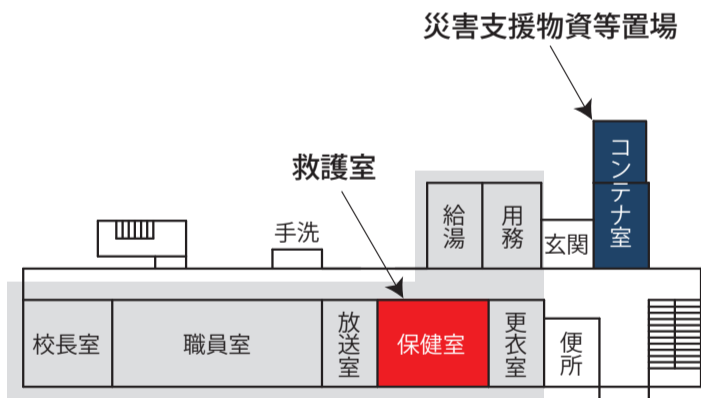 災害支援物資等置場
救護室
コンテナ室
給湯
用務
玄関
手洗
校長室
職員室
放送室
保健室
更衣室
便所